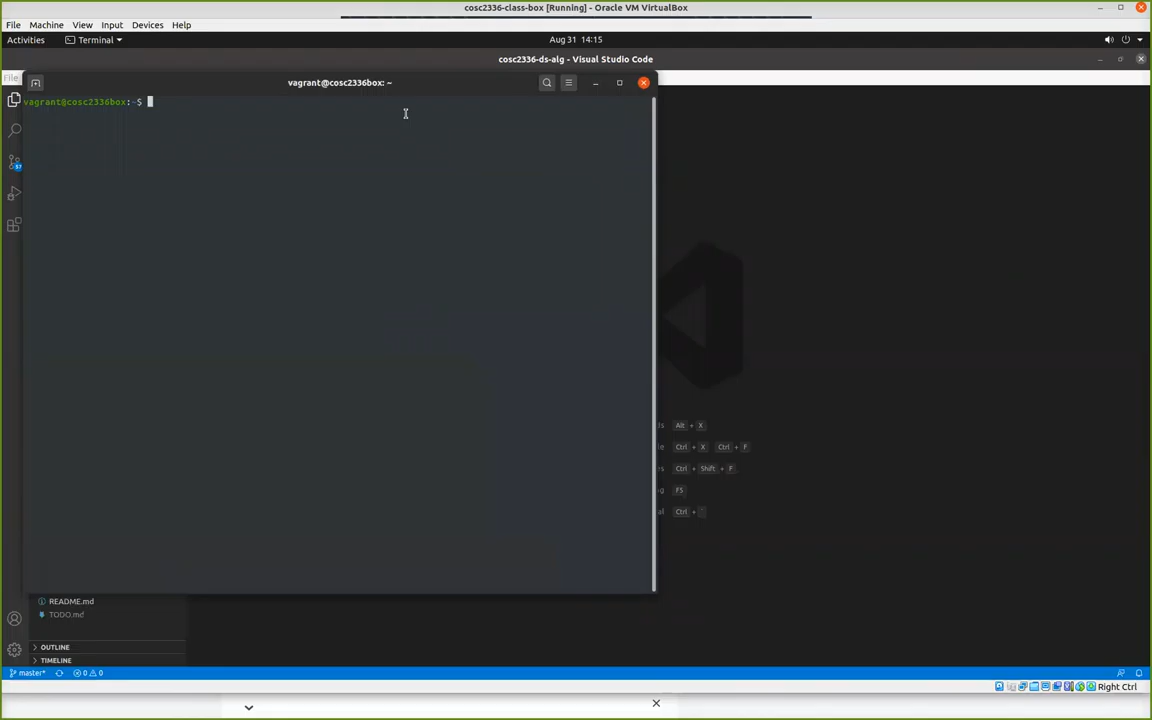 cosc2336-class-box [Running] - Oracle VM VirtualBox
File Machine View Input Devices Help
Activities Terminal Aug 31 14:15
cosc2336-ds-alg - Visual Studio Code
File
vagrant@cosc2336box: ~
vagrant@cosc2336box:~$
Alt + X
Ctrl + X Ctrl + F
Ctrl + Shift + F
F5
Ctrl + `
README.md
TODO.md
OUTLINE
TIMELINE
master* 0 0
Right Ctrl